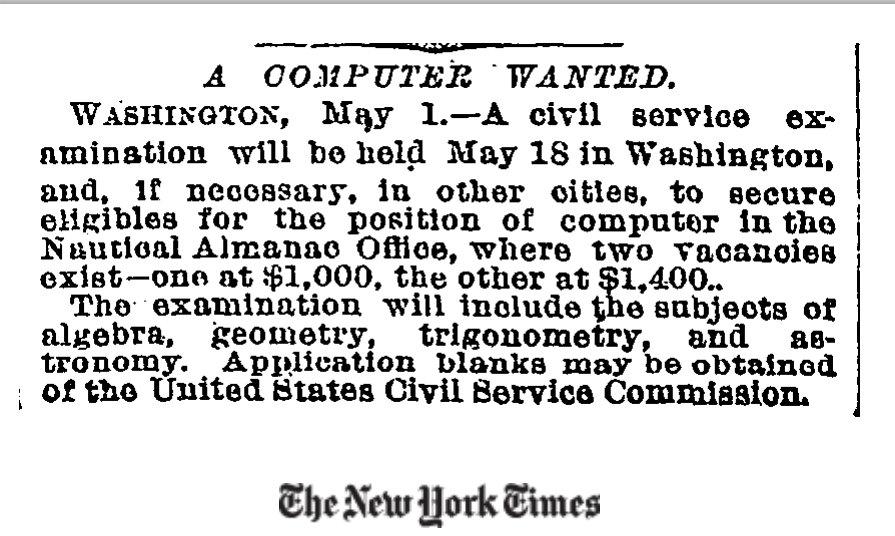 A COMPUTER WANTED.
WASHINGTON, May 1.—A civil service ex-
amination will be held May 18 in Washington,
and, if necessary, in other cities, to secure
eligibles for the position of computer in the
Nautical Almanac Office, where two vacancies
exist—one at $1,000, the other at $1,400..
The examination will include the subjects of
algebra, geometry, trigonometry, and as-
tronomy. Application blanks may be obtained
of the United States Civil Service Commission.
The New York Times